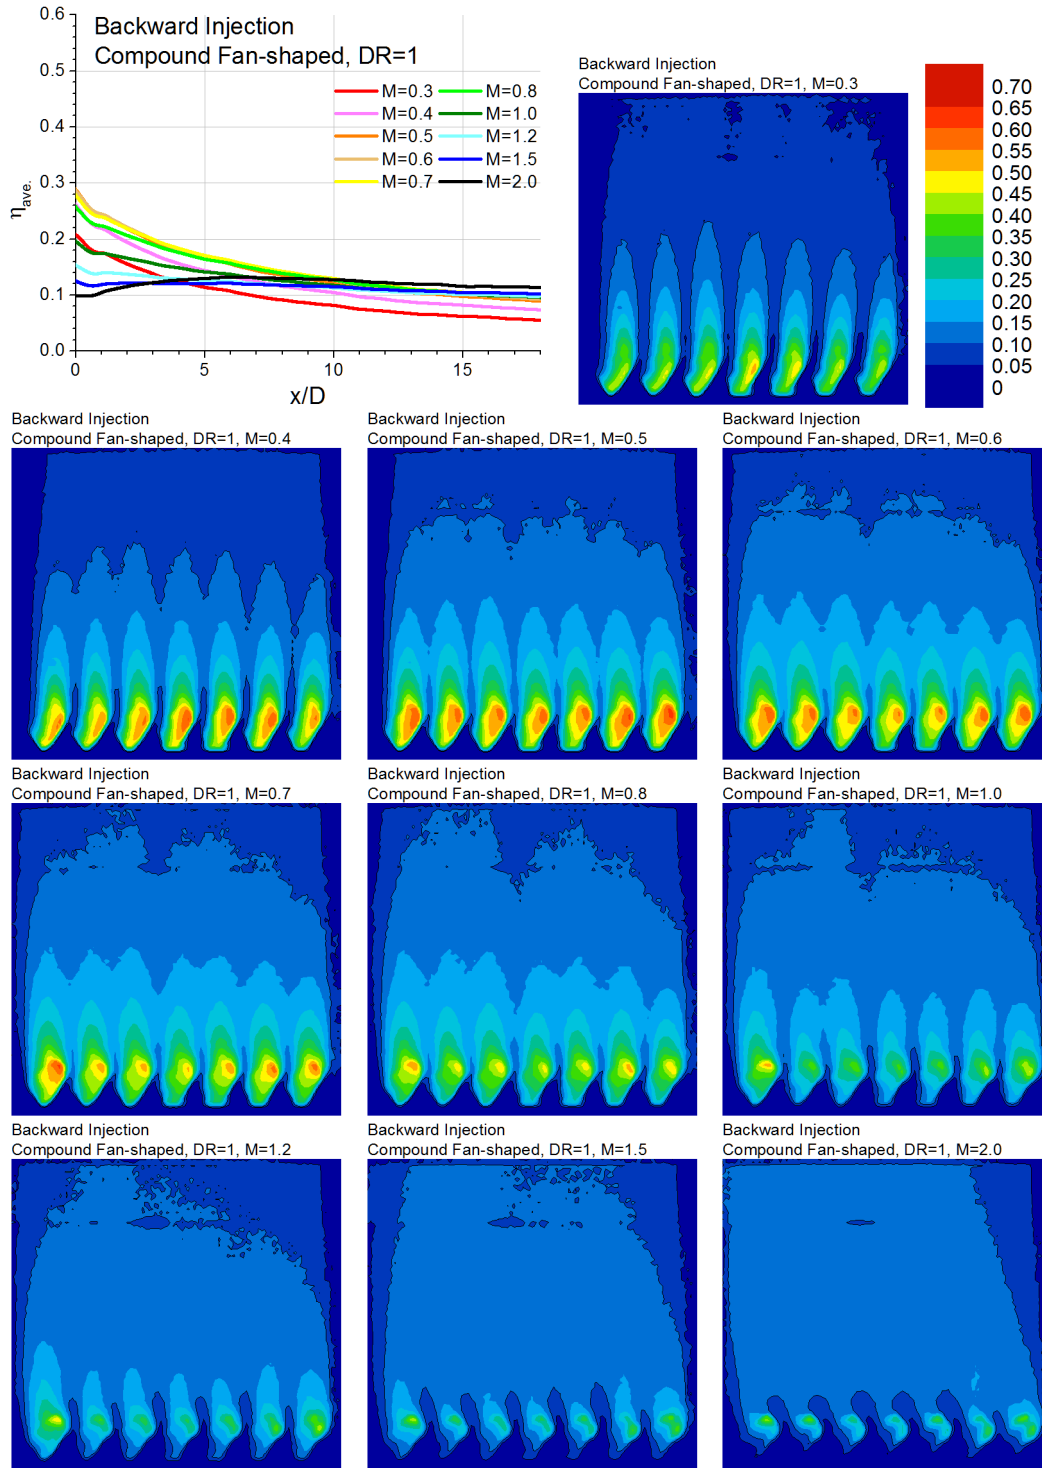 Backward Injection
Compound Fan-shaped, DR=1
0.6
0.5
0.4
0.3
0.2
0.1
0.0
ηave.
M=0.3 M=0.8
M=0.4 M=1.0
M=0.5 M=1.2
M=0.6 M=1.5
M=0.7 M=2.0
0 5 10 15
x/D
Backward Injection
Compound Fan-shaped, DR=1, M=0.3
0.70
0.65
0.60
0.55
0.50
0.45
0.40
0.35
0.30
0.25
0.20
0.15
0.10
0.05
0
Backward Injection
Compound Fan-shaped, DR=1, M=0.4
Backward Injection
Compound Fan-shaped, DR=1, M=0.5
Backward Injection
Compound Fan-shaped, DR=1, M=0.6
Backward Injection
Compound Fan-shaped, DR=1, M=0.7
Backward Injection
Compound Fan-shaped, DR=1, M=0.8
Backward Injection
Compound Fan-shaped, DR=1, M=1.0
Backward Injection
Compound Fan-shaped, DR=1, M=1.2
Backward Injection
Compound Fan-shaped, DR=1, M=1.5
Backward Injection
Compound Fan-shaped, DR=1, M=2.0